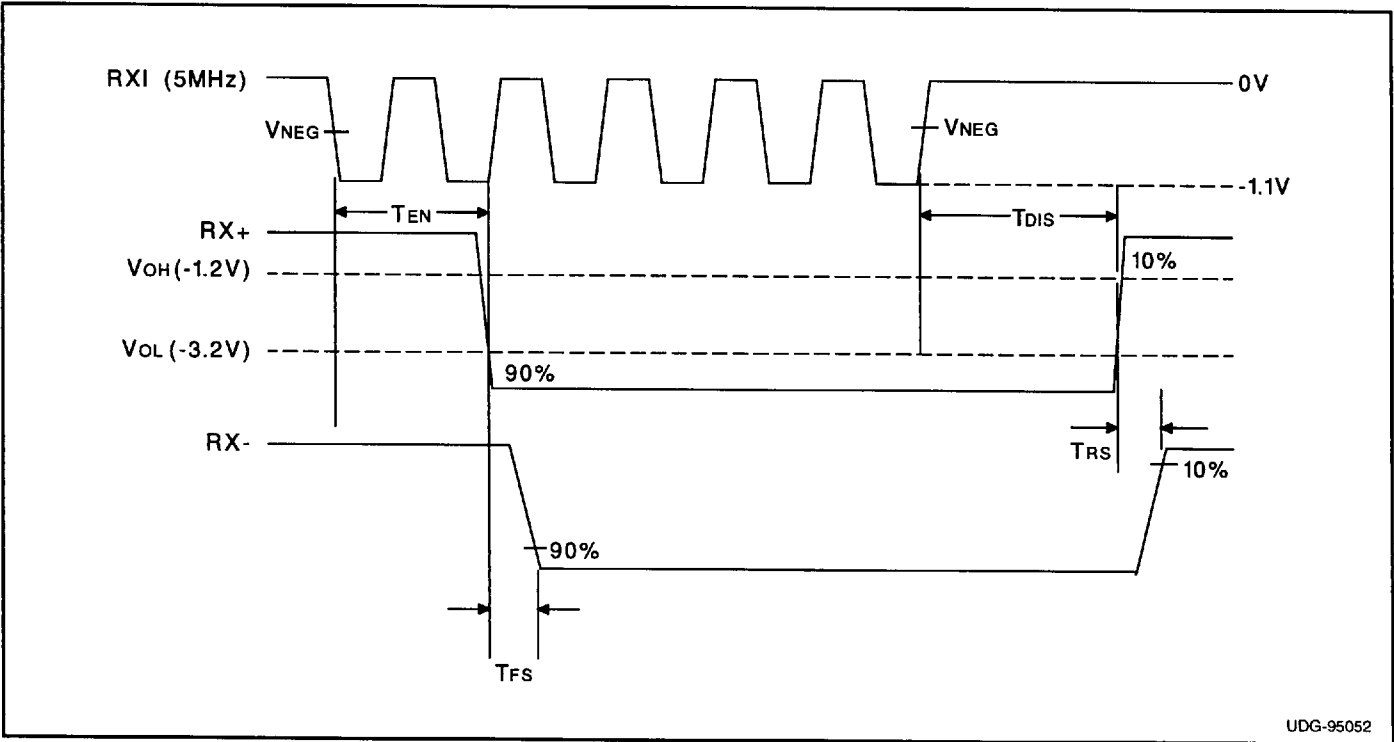 RXI (5MHz)
0V
VNEG
VNEG
-1.1V
TEN
TDIS
RX+
VOH (-1.2V)
10%
VOL (-3.2V)
90%
RX-
TRS
10%
90%
TFS
UDG-95052